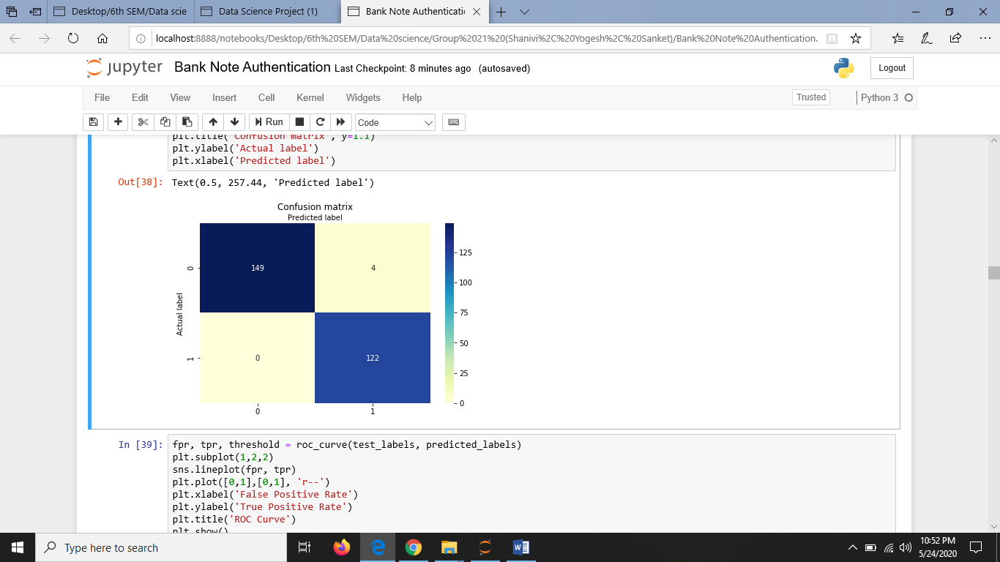 Desktop/6th SEM/Data scie
Data Science Project (1)
Bank Note Authenticati
localhost:8888/notebooks/Desktop/6th%20SEM/Data%20science/Group%2021%20(Shanivi%2C%20Yogesh%2C%20Sanket)/Bank%20Note%20Authentication.
jupyter Bank Note Authentication Last Checkpoint: 8 minutes ago (autosaved)
Logout
File Edit View Insert Cell Kernel Widgets Help
Trusted
Python 3
Run
Code
plt.title('Confusion matrix', y=1.1)
plt.ylabel('Actual label')
plt.xlabel('Predicted label')
Out[38]: Text(0.5, 257.44, 'Predicted label')
Confusion matrix
Predicted label
149 4
0 122
0
1
Actual label
0 1
125
100
75
50
25
0
In [39]: fpr, tpr, threshold = roc_curve(test_labels, predicted_labels)
plt.subplot(1,2,2)
sns.lineplot(fpr, tpr)
plt.plot([0,1],[0,1], 'r--')
plt.xlabel('False Positive Rate')
plt.ylabel('True Positive Rate')
plt.title('ROC Curve')
plt.show()
Type here to search
10:52 PM
5/24/2020